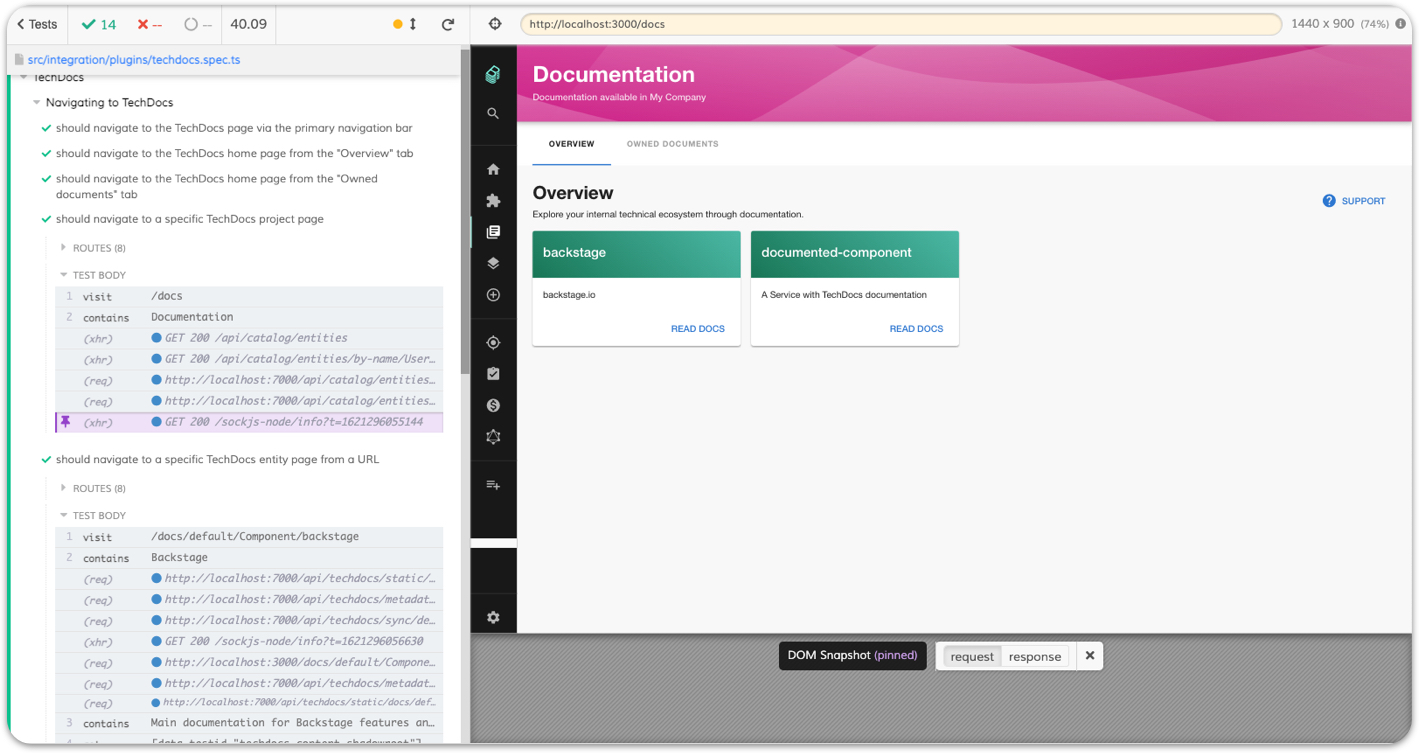 Tests
14
--
--
40.09
http://localhost:3000/docs
1440 x 900 (74%)
src/integration/plugins/techdocs.spec.ts
TechDocs
Navigating to TechDocs
should navigate to the TechDocs page via the primary navigation bar
should navigate to the TechDocs home page from the "Overview" tab
should navigate to the TechDocs home page from the "Owned
documents" tab
should navigate to a specific TechDocs project page
ROUTES (8)
TEST BODY
1 visit /docs
2 contains Documentation
(xhr) GET 200 /api/catalog/entities
(xhr) GET 200 /api/catalog/entities/by-name/User…
(req) http://localhost:7000/api/catalog/entities…
(req) http://localhost:7000/api/catalog/entities…
(xhr) GET 200 /sockjs-node/info?t=1621296055144
should navigate to a specific TechDocs entity page from a URL
ROUTES (8)
TEST BODY
1 visit /docs/default/Component/backstage
2 contains Backstage
(req) http://localhost:7000/api/techdocs/static/…
(req) http://localhost:7000/api/techdocs/metadat…
(req) http://localhost:7000/api/techdocs/sync/de…
(xhr) GET 200 /sockjs-node/info?t=1621296056630
(req) http://localhost:3000/docs/default/Compone…
(req) http://localhost:7000/api/techdocs/metadat…
(req) http://localhost:7000/api/techdocs/static/docs/def…
3 contains Main documentation for Backstage features an…
Documentation
Documentation available in My Company
OVERVIEW
OWNED DOCUMENTS
Overview
Explore your internal technical ecosystem through documentation.
SUPPORT
backstage
backstage.io
READ DOCS
documented-component
A Service with TechDocs documentation
READ DOCS
DOM Snapshot (pinned)
request
response